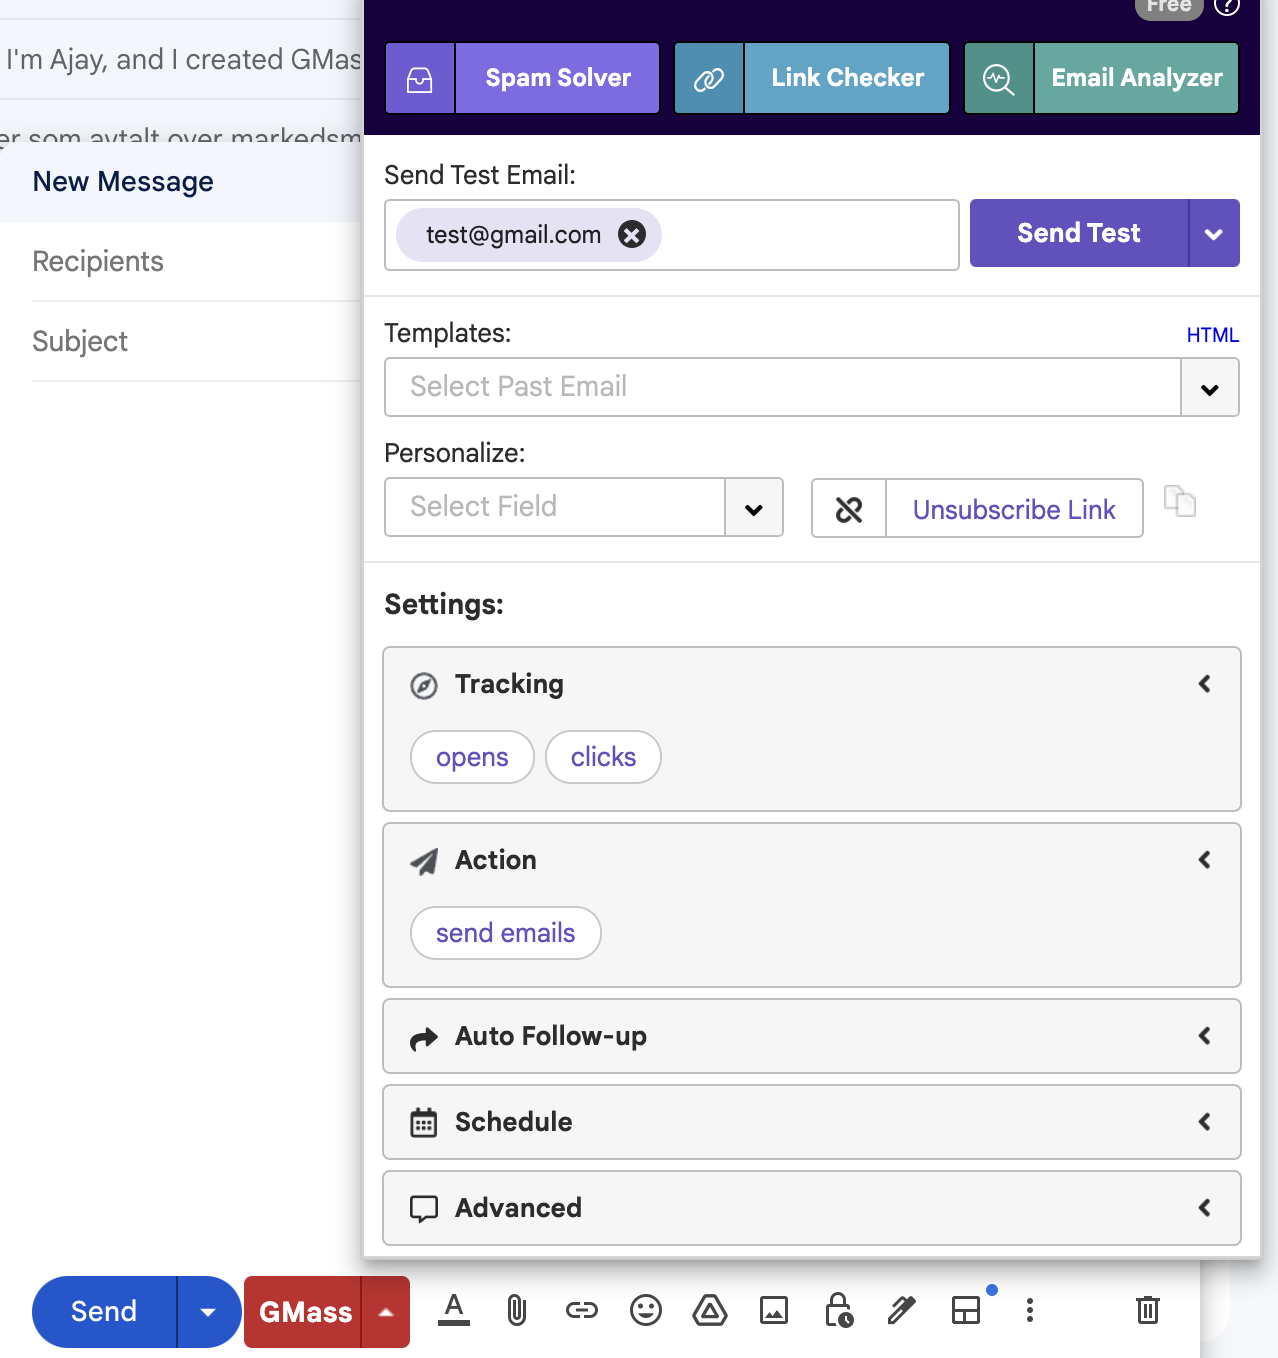 Free ?
I'm Ajay, and I created GMas
Spam Solver Link Checker Email Analyzer
er som avtalt over markedsm
New Message
Send Test Email:
test@gmail.com
Send Test
Recipients
Subject
Templates:
HTML
Select Past Email
Personalize:
Select Field
Unsubscribe Link
Settings:
Tracking
opens clicks
Action
send emails
Auto Follow-up
Schedule
Advanced
Send GMass A